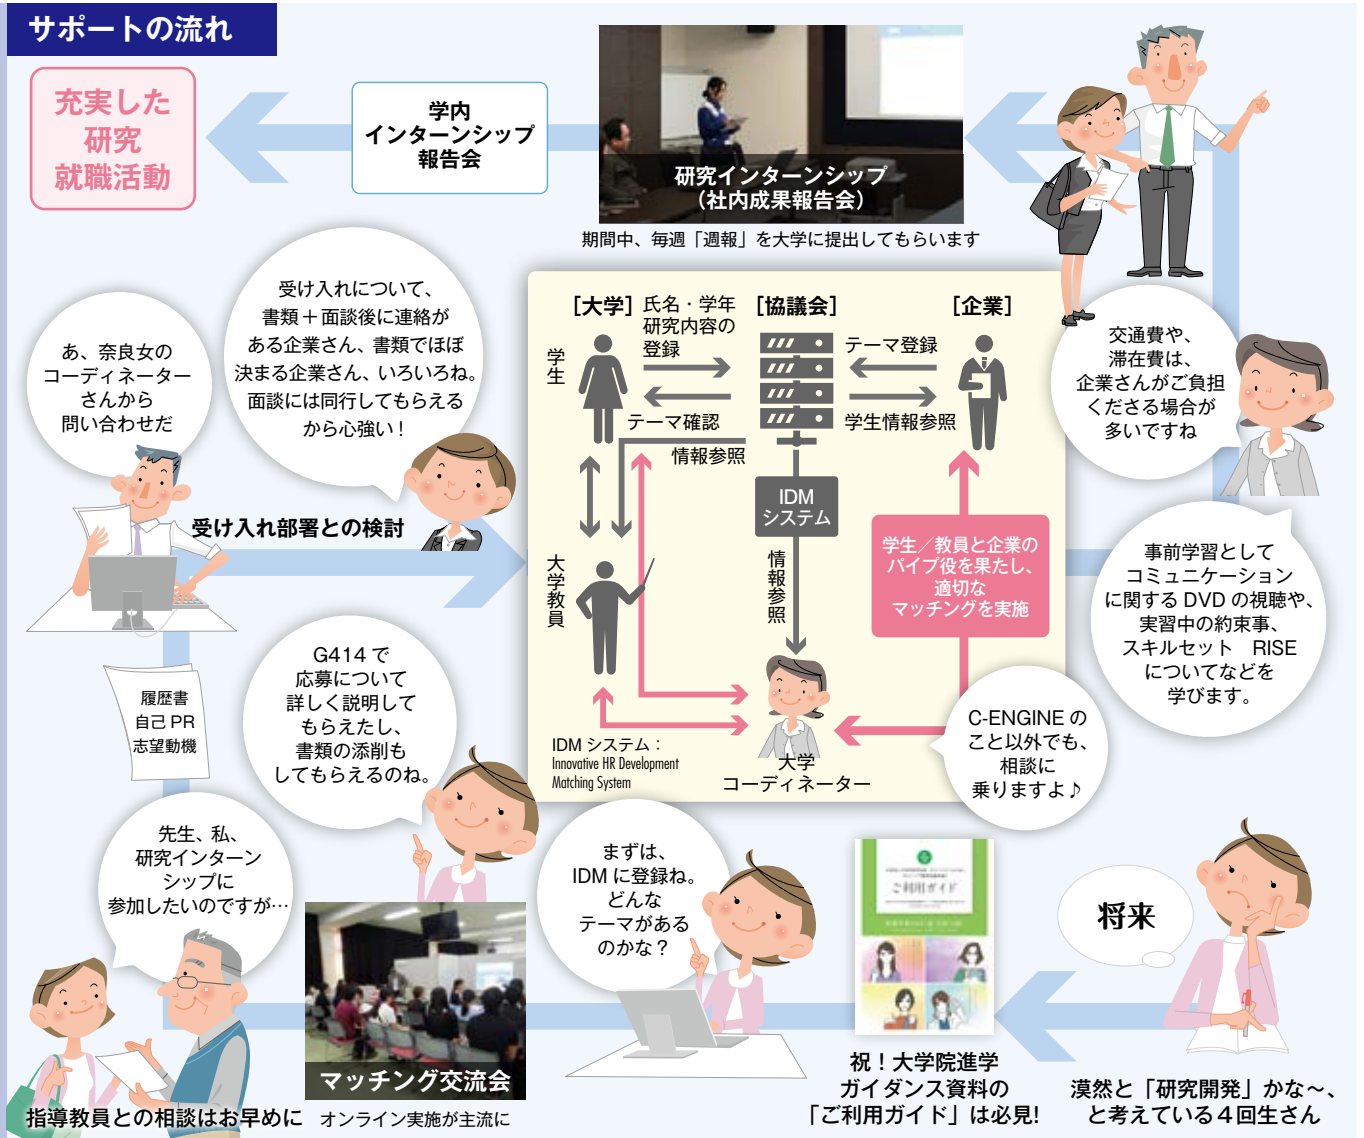 サポートの流れ
充実した
研究
就職活動
学内
インターンシップ
報告会
研究インターンシップ
（社内成果報告会）
期間中、毎週「週報」を大学に提出してもらいます
あ、奈良女の
コーディネーター
さんから
問い合わせだ
受け入れについて、
書類＋面談後に連絡が
ある企業さん、書類でほぼ
決まる企業さん、いろいろね。
面談には同行してもらえる
から心強い！
受け入れ部署との検討
［大学］
氏名・学年
研究内容の
登録
［協議会］
［企業］
学生
テーマ登録
テーマ確認
学生情報参照
情報参照
IDM
システム
大学教員
情報参照
学生／教員と企業の
パイプ役を果たし、
適切な
マッチングを実施
IDM システム：
Innovative HR Development
Matching System
大学
コーディネーター
交通費や、
滞在費は、
企業さんがご負担
くださる場合が
多いですね
事前学習として
コミュニケーション
に関する DVD の視聴や、
実習中の約束事、
スキルセット　RISE
についてなどを
学びます。
C-ENGINE の
こと以外でも、
相談に
乗りますよ♪
履歴書
自己 PR
志望動機
G414 で
応募について
詳しく説明して
もらえたし、
書類の添削も
してもらえるのね。
先生、私、
研究インターン
シップに
参加したいのですが…
指導教員との相談はお早めに
マッチング交流会
オンライン実施が主流に
まずは、
IDM に登録ね。
どんな
テーマがある
のかな？
ご利用ガイド
祝！大学院進学
ガイダンス資料の
「ご利用ガイド」は必見!
将来
漠然と「研究開発」かな〜、
と考えている４回生さん